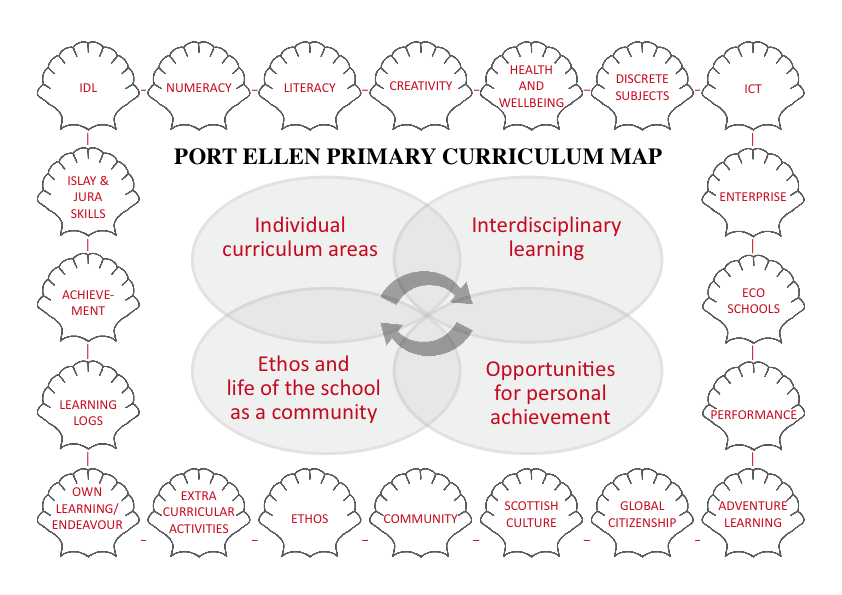 IDL
NUMERACY
LITERACY
CREATIVITY
HEALTH
AND
WELLBEING
DISCRETE
SUBJECTS
ICT
PORT ELLEN PRIMARY CURRICULUM MAP
ISLAY &
JURA
SKILLS
Individual
curriculum areas
Interdisciplinary
learning
ENTERPRISE
ACHIEVE-
MENT
ECO
SCHOOLS
Ethos and
life of the school
as a community
Opportunities
for personal
achievement
LEARNING
LOGS
PERFORMANCE
OWN
LEARNING/
ENDEAVOUR
EXTRA
CURRICULAR
ACTIVITIES
ETHOS
COMMUNITY
SCOTTISH
CULTURE
GLOBAL
CITIZENSHIP
ADVENTURE
LEARNING